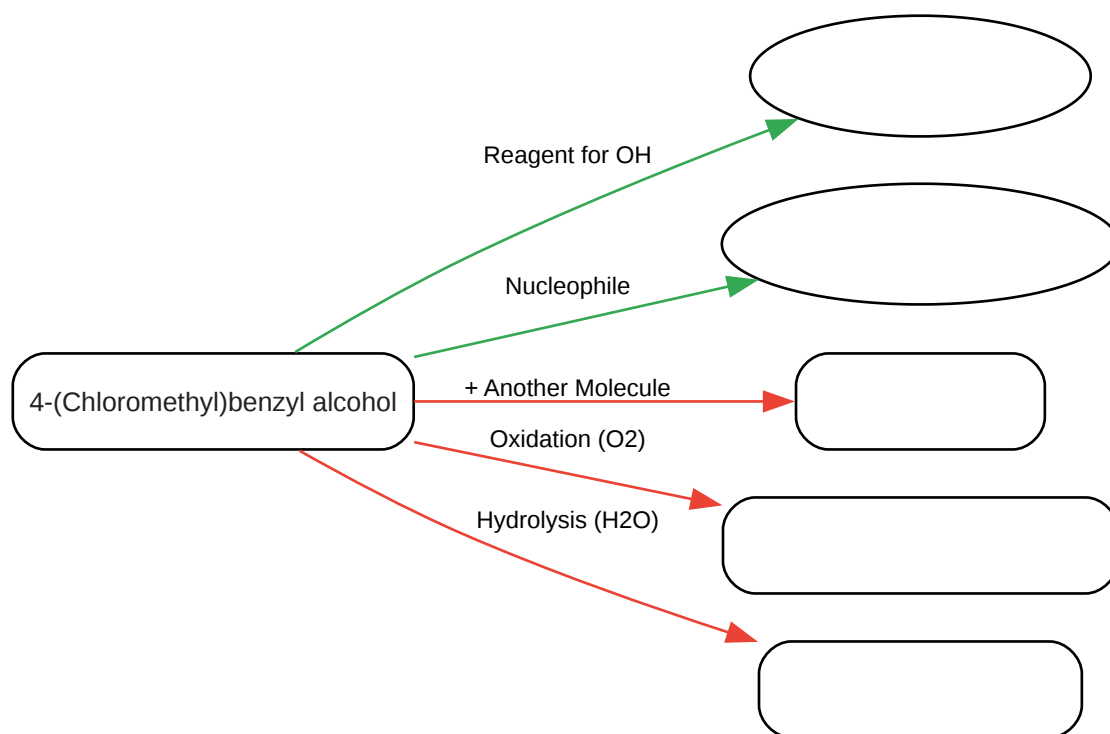 Reagent for OH
Nucleophile
4-(Chloromethyl)benzyl alcohol
+ Another Molecule
Oxidation (O2)
Hydrolysis (H2O)